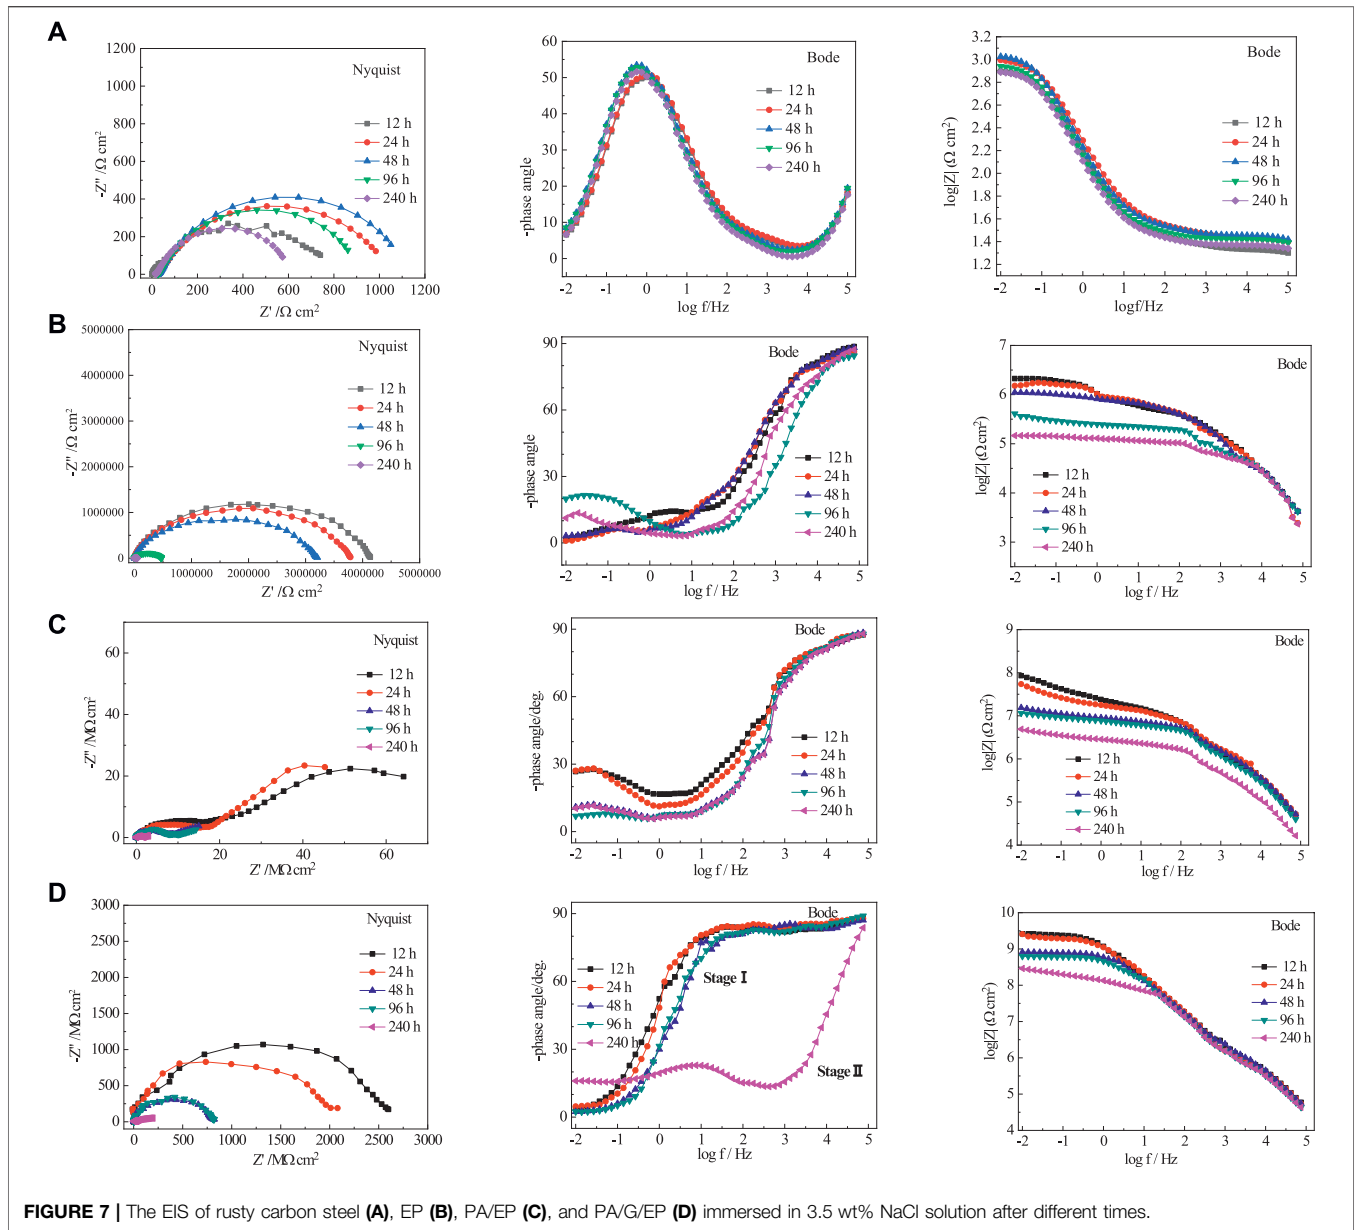 A
1200
1000
800
600
400
200
0
-Z'' /Ω cm²
Nyquist
12 h
24 h
48 h
96 h
240 h
0 200 400 600 800 1000 1200
Z' /Ω cm²
60
50
40
30
20
10
0
-phase angle
Bode
12 h
24 h
48 h
96 h
240 h
-2 -1 0 1 2 3 4 5
log f/Hz
3.2
3.0
2.8
2.6
2.4
2.2
2.0
1.8
1.6
1.4
1.2
log|Z| (Ω cm²)
Bode
12 h
24 h
48 h
96 h
240 h
-2 -1 0 1 2 3 4 5
logf/Hz
B
5000000
4000000
3000000
2000000
1000000
0
-Z'' /Ω cm²
Nyquist
12 h
24 h
48 h
96 h
240 h
0 1000000 2000000 3000000 4000000 5000000
Z' /Ω cm²
90
60
30
0
-phase angle
Bode
12 h
24 h
48 h
96 h
240 h
-2 -1 0 1 2 3 4 5
log f / Hz
7
6
5
4
3
log|Z| (Ω cm²)
Bode
12 h
24 h
48 h
96 h
240 h
-2 -1 0 1 2 3 4 5
log f / Hz
C
60
40
20
0
-Z'' /MΩ cm²
Nyquist
12 h
24 h
48 h
96 h
240 h
0 20 40 60
Z' /MΩ cm²
90
60
30
0
-phase angle/deg.
Bode
12 h
24 h
48 h
96 h
240 h
-2 -1 0 1 2 3 4 5
log f / Hz
9
8
7
6
5
4
log|Z| (Ω cm²)
Bode
12 h
24 h
48 h
96 h
240 h
-2 -1 0 1 2 3 4 5
log f / Hz
D
3000
2500
2000
1500
1000
500
0
-Z'' /MΩ cm²
Nyquist
12 h
24 h
48 h
96 h
240 h
0 500 1000 1500 2000 2500 3000
Z' /MΩ cm²
90
60
30
0
-phase angle/deg.
Bode
12 h
24 h
48 h
96 h
240 h
Stage Ⅰ
Stage Ⅱ
-2 -1 0 1 2 3 4 5
log f / Hz
10
9
8
7
6
5
4
log|Z| (Ω cm²)
Bode
12 h
24 h
48 h
96 h
240 h
-2 -1 0 1 2 3 4 5
log f / Hz
FIGURE 7 | The EIS of rusty carbon steel (A), EP (B), PA/EP (C), and PA/G/EP (D) immersed in 3.5 wt% NaCl solution after different times.